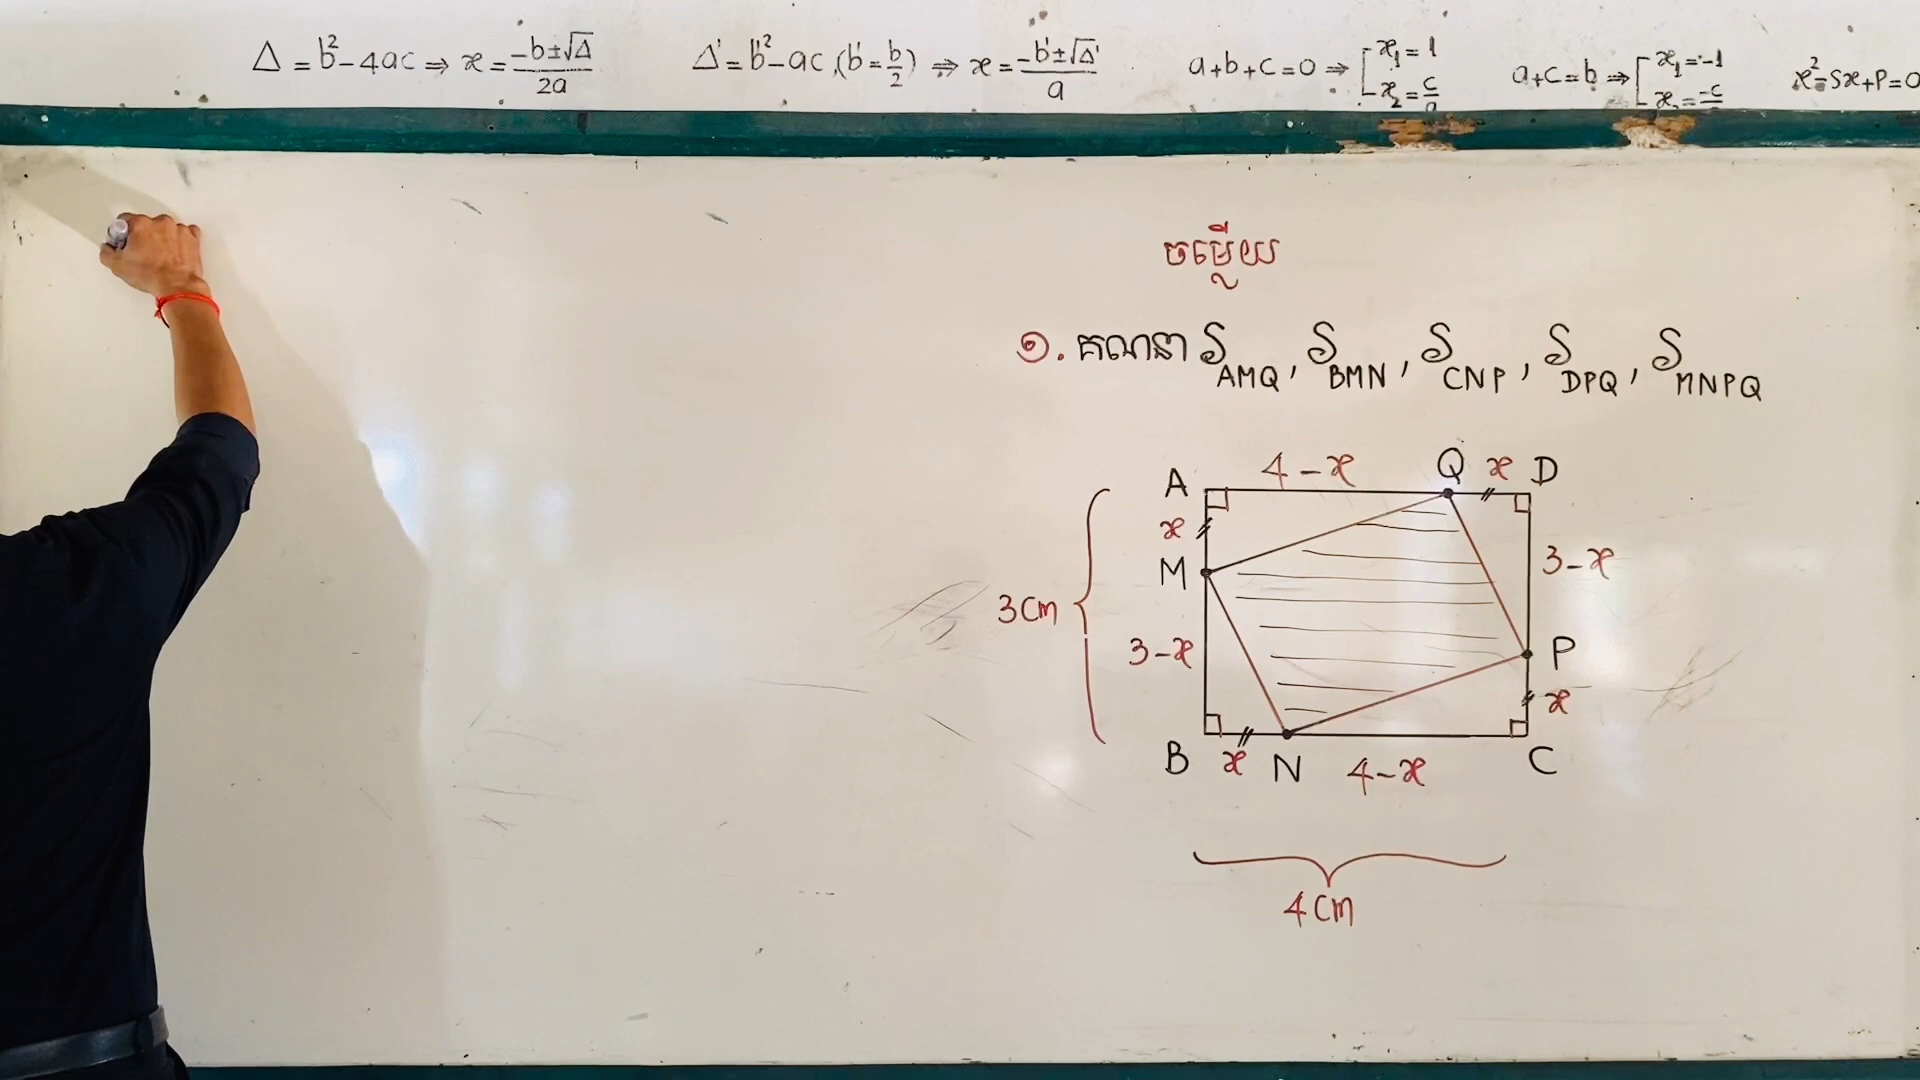 Δ = b² - 4ac ⇒ x = (-b ± √Δ)/2a
Δ' = b'² - ac, (b' = b/2) ⇒ x = (-b' ± √Δ')/a
a + b + c = 0 ⇒ [x₁ = 1
x₂ = c/a
a + c = b ⇒ [x₁ = -1
x² - Sx + P = 0
ចម្លើយ
១. គណនា S_AMQ, S_BMN, S_CNP, S_DPQ, S_MNPQ
A 4 - x Q x D
x
M
3 - x
3cm
3 - x
P
x
B x N 4 - x C
4cm